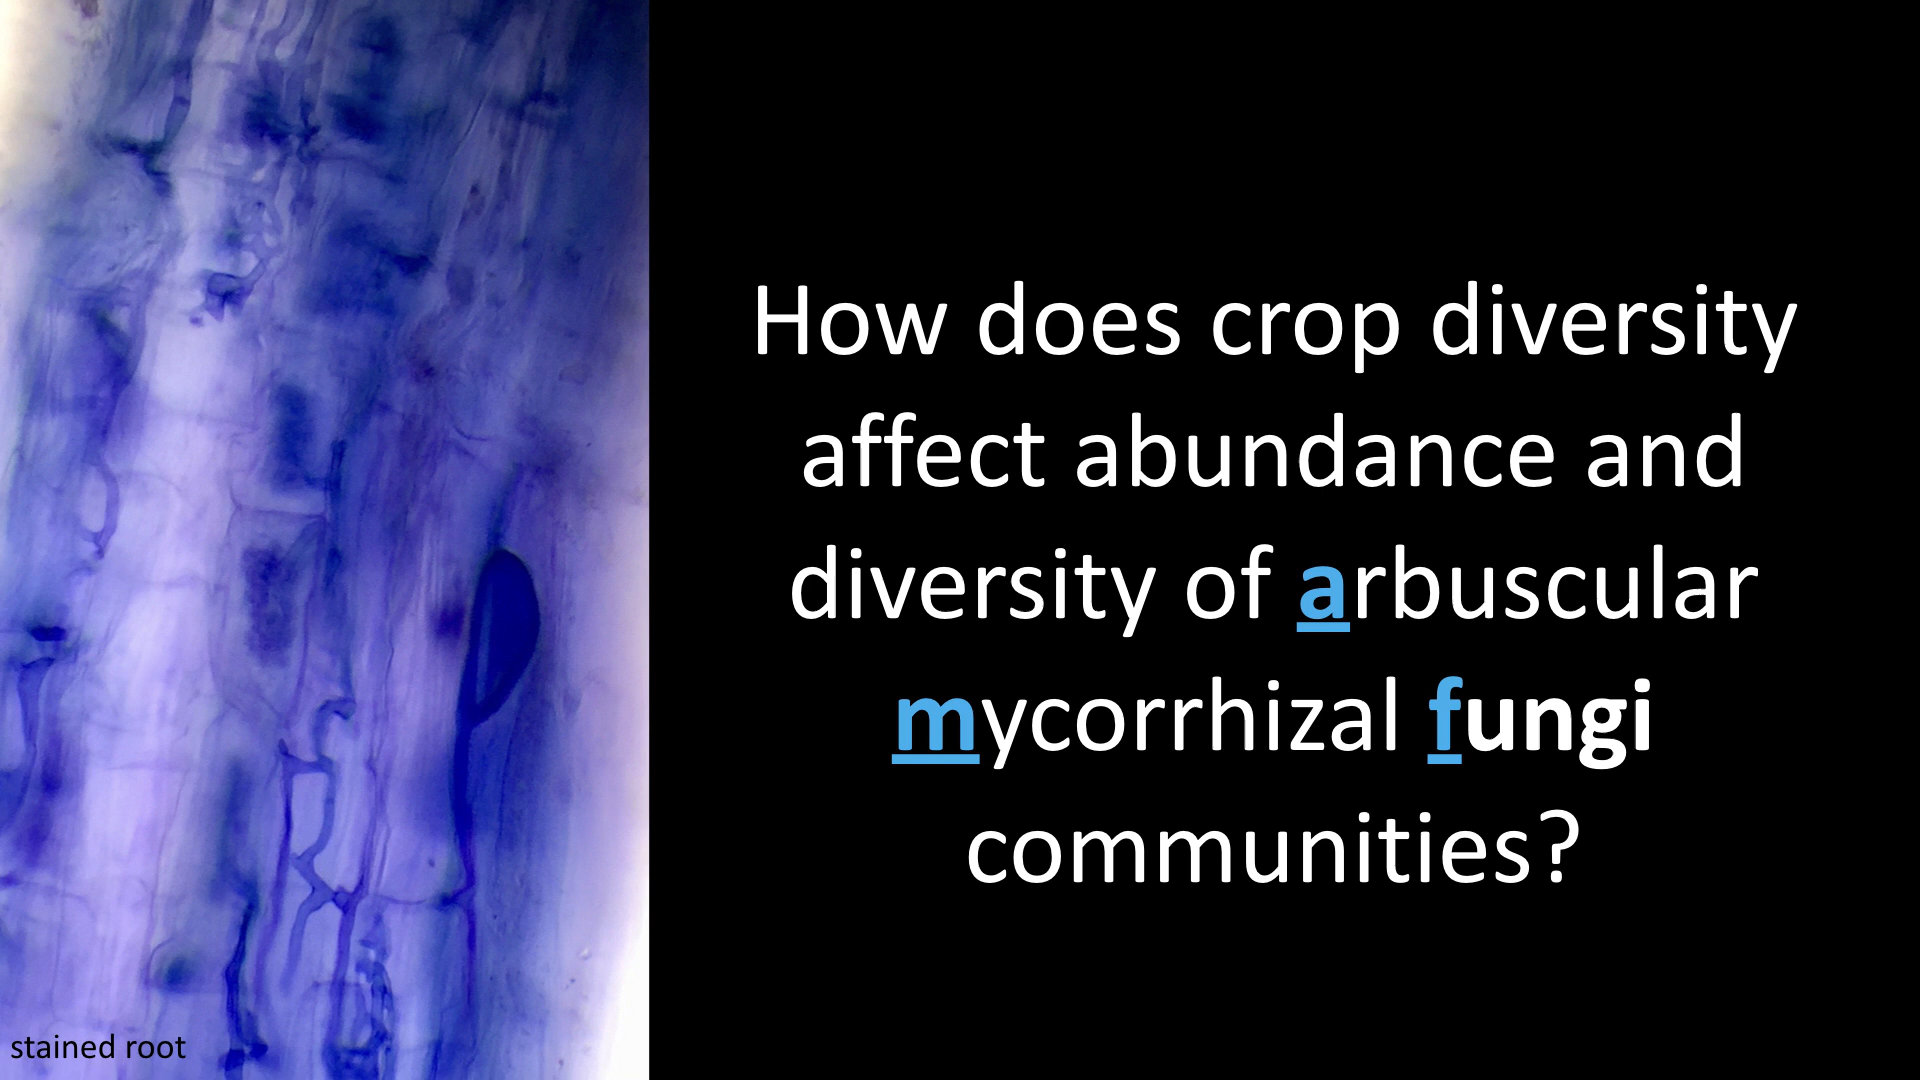 How does crop diversity
affect abundance and
diversity of arbuscular
mycorrhizal fungi
communities?
stained root